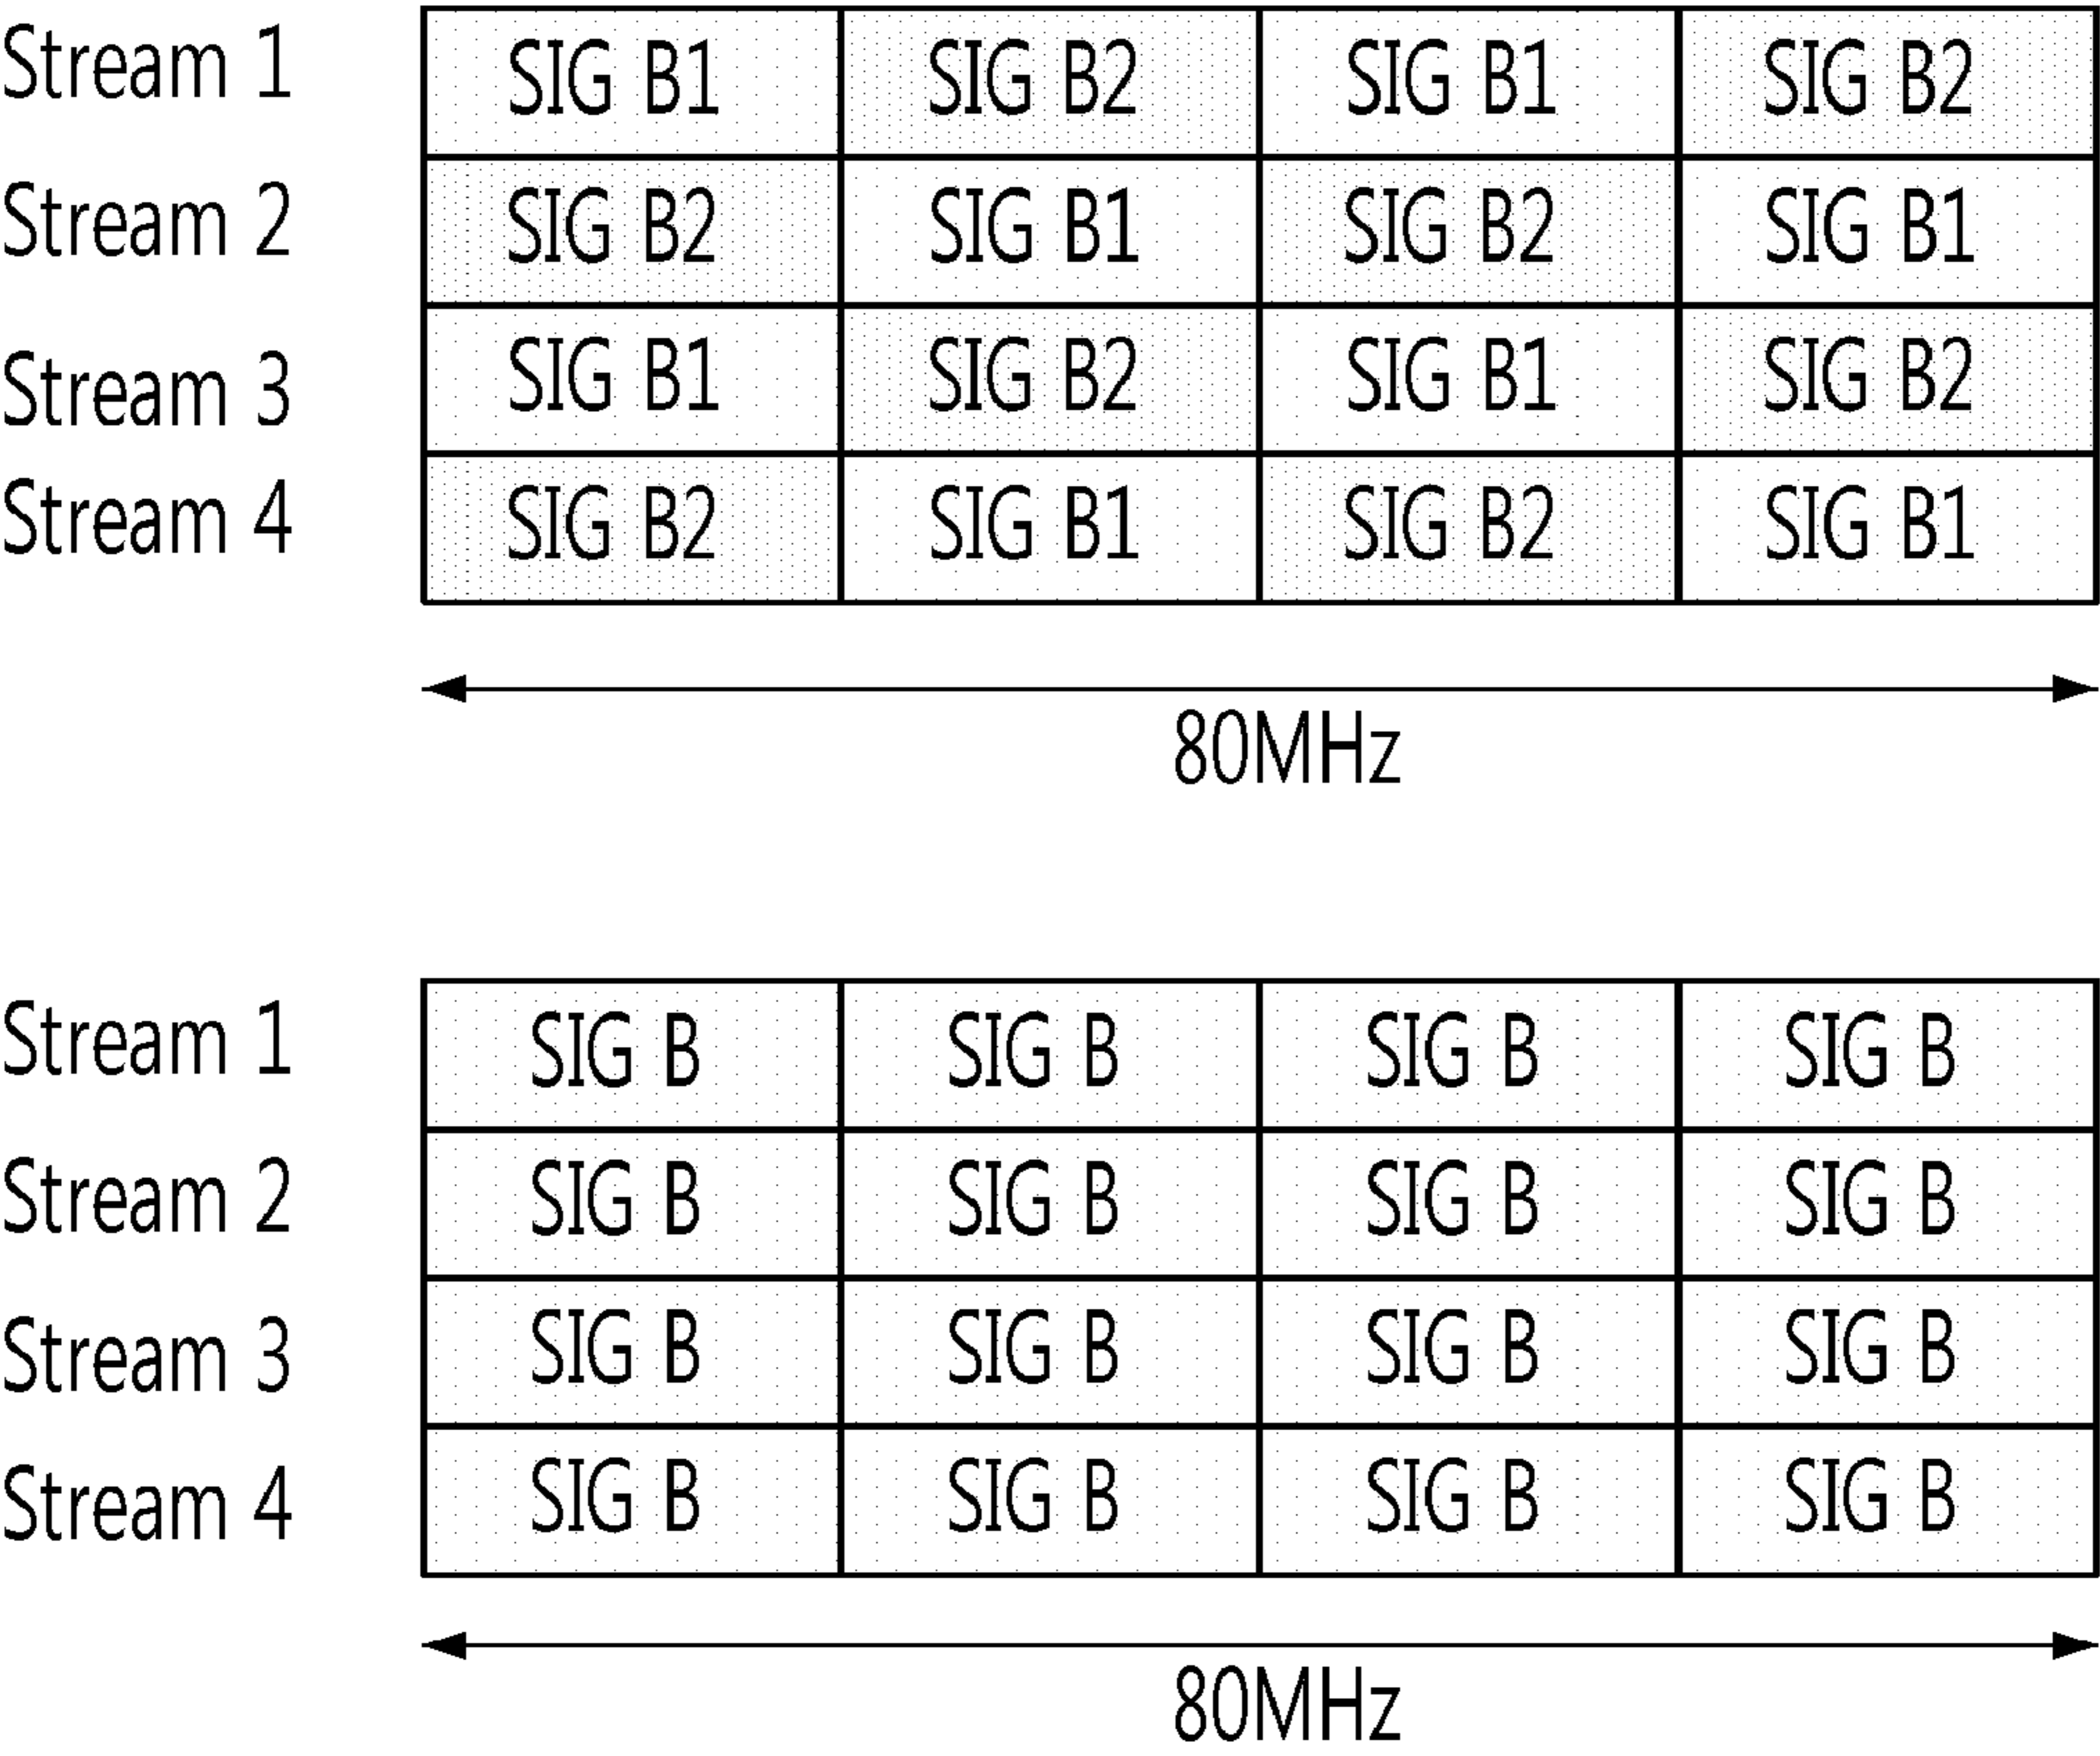 Stream 1 SIG B1 SIG B2 SIG B1 SIG B2
Stream 2 SIG B2 SIG B1 SIG B2 SIG B1
Stream 3 SIG B1 SIG B2 SIG B1 SIG B2
Stream 4 SIG B2 SIG B1 SIG B2 SIG B1
80MHz
Stream 1 SIG B SIG B SIG B SIG B
Stream 2 SIG B SIG B SIG B SIG B
Stream 3 SIG B SIG B SIG B SIG B
Stream 4 SIG B SIG B SIG B SIG B
80MHz